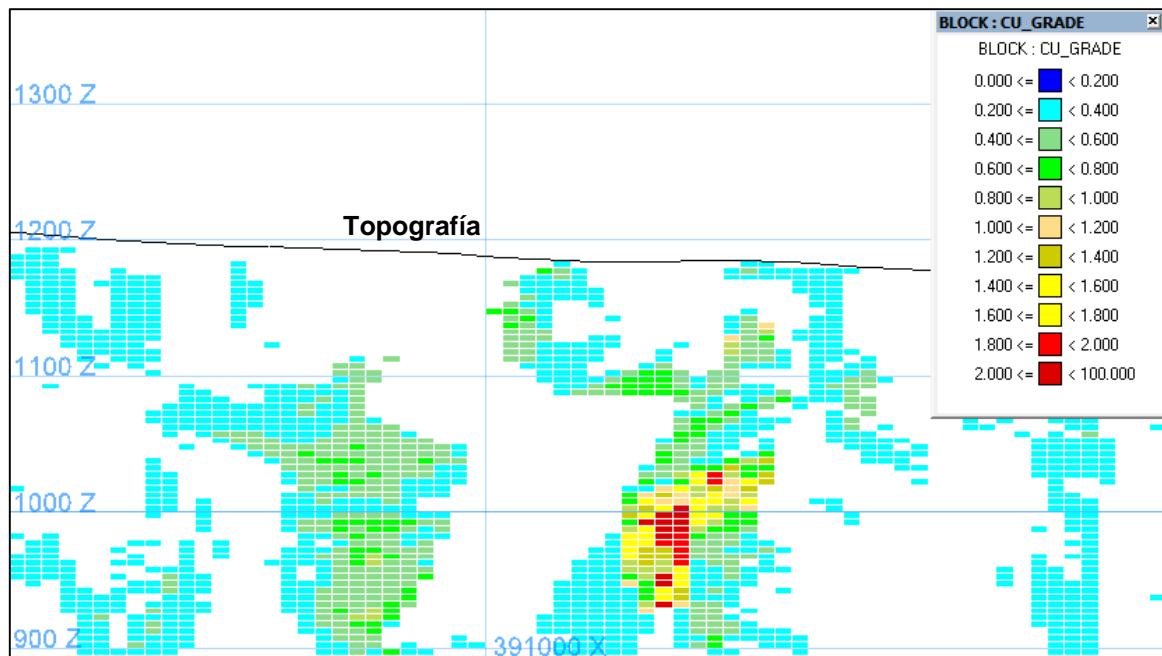 BLOCK : CU_GRADE
BLOCK : CU_GRADE
0.000 <= < 0.200
0.200 <= < 0.400
0.400 <= < 0.600
0.600 <= < 0.800
0.800 <= < 1.000
1.000 <= < 1.200
1.200 <= < 1.400
1.400 <= < 1.600
1.600 <= < 1.800
1.800 <= < 2.000
2.000 <= < 100.000
1300 Z
Topografía
1200 Z
1100 Z
1000 Z
900 Z
391000 X